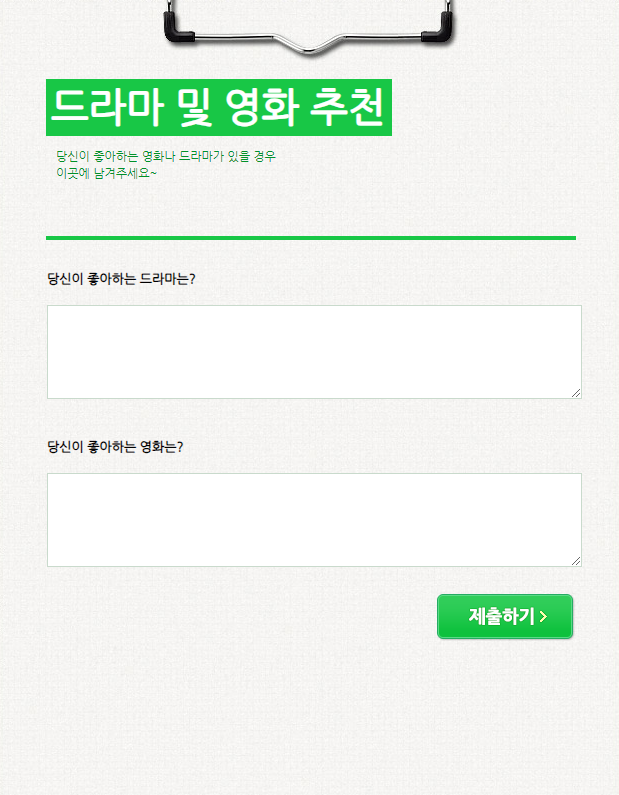 드라마 및 영화 추천
당신이 좋아하는 영화나 드라마가 있을 경우
이곳에 남겨주세요~
당신이 좋아하는 드라마는?
당신이 좋아하는 영화는?
제출하기 >